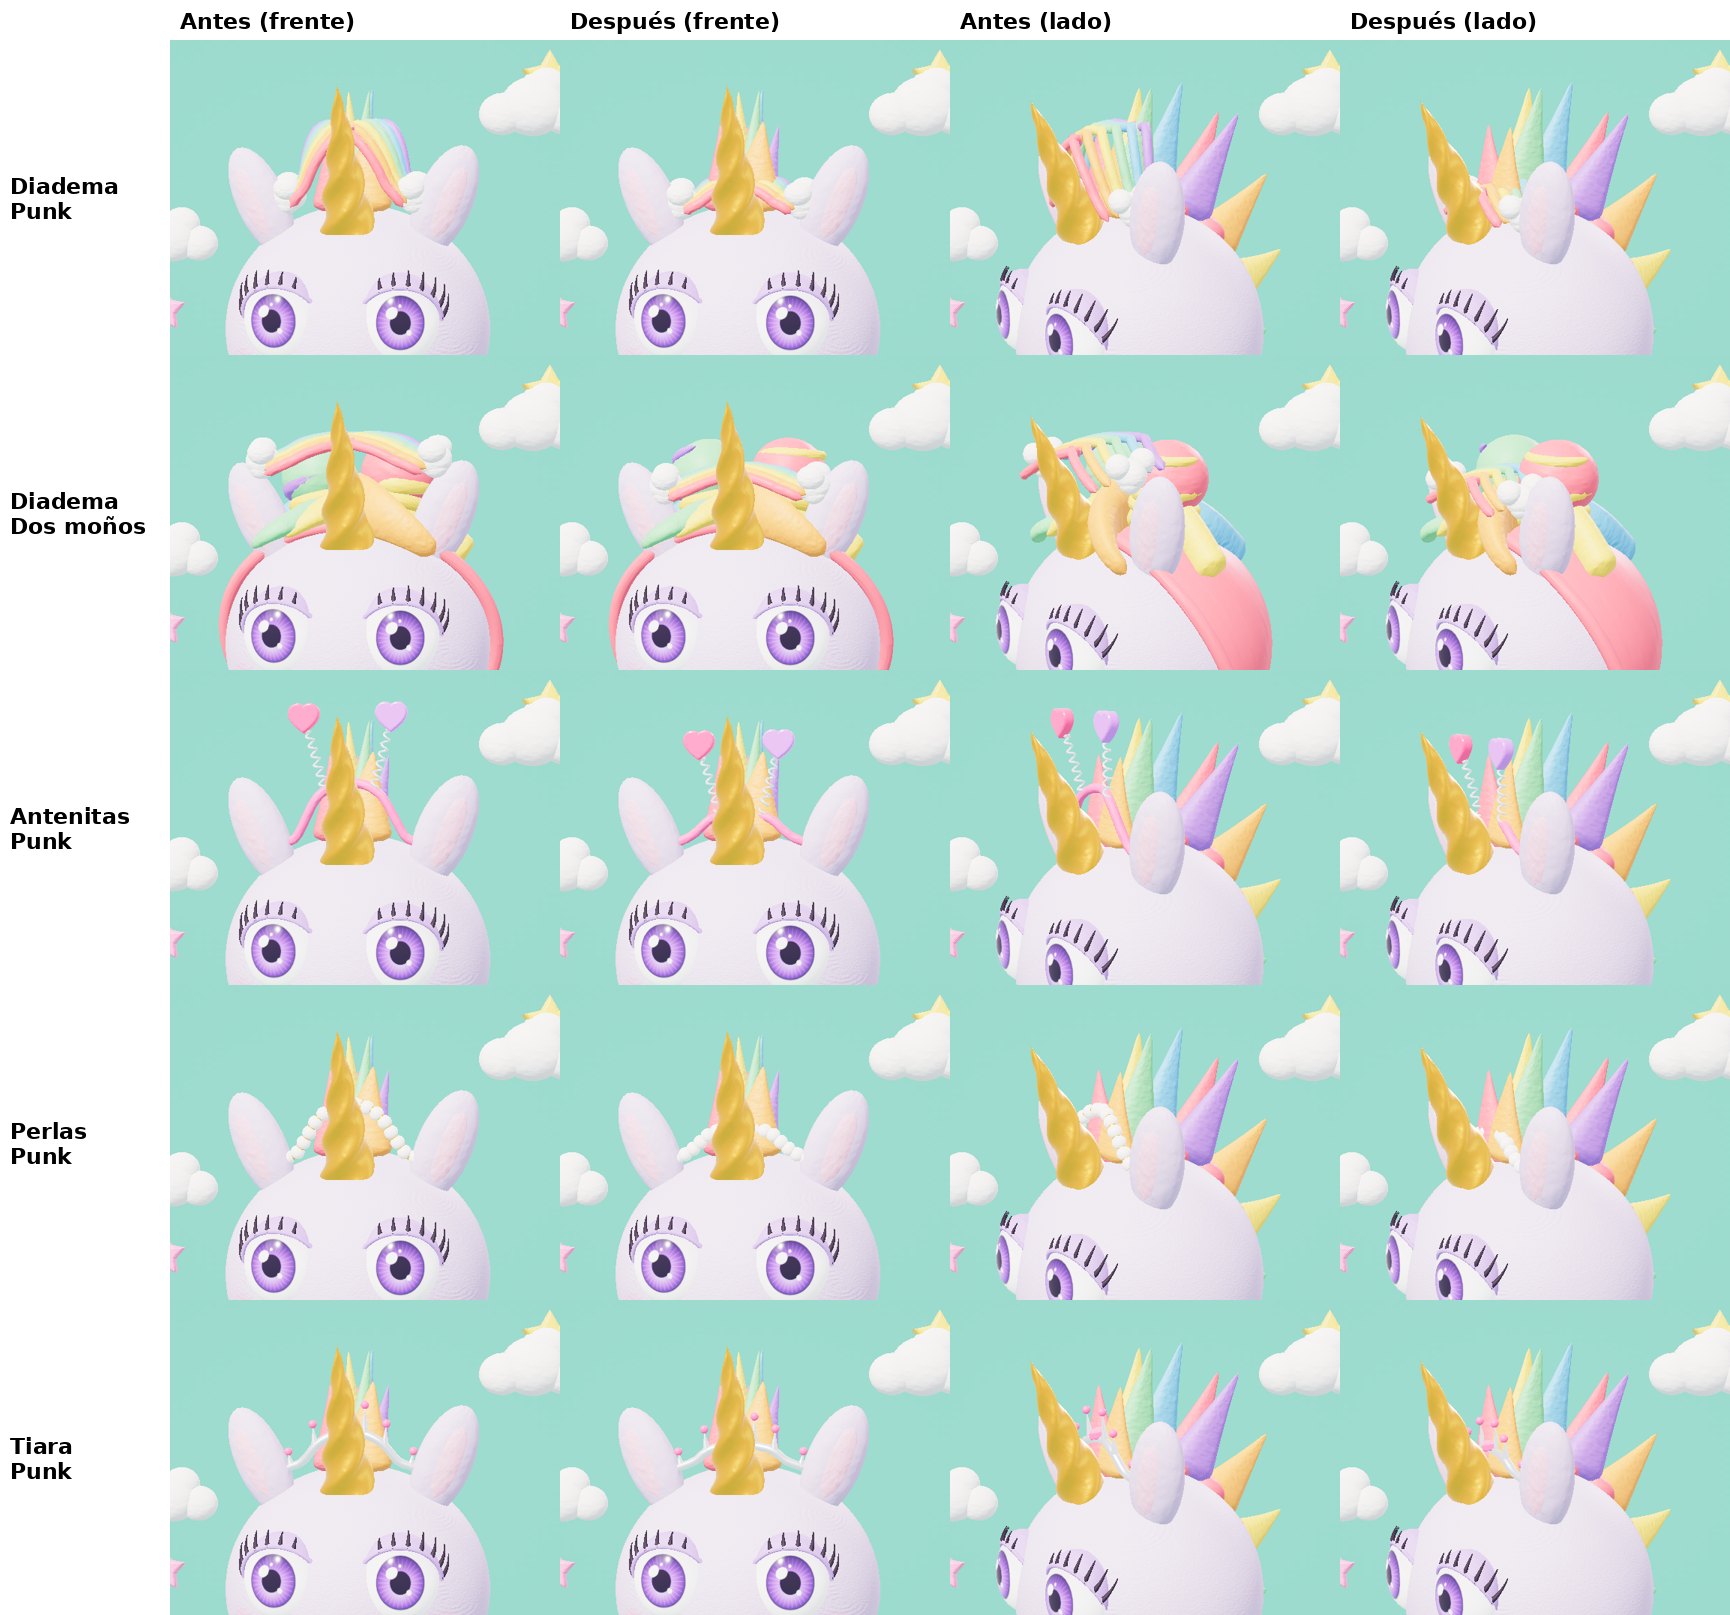 Antes (frente)
Después (frente)
Antes (lado)
Después (lado)
Diadema
Punk
Diadema
Dos moños
Antenitas
Punk
Perlas
Punk
Tiara
Punk